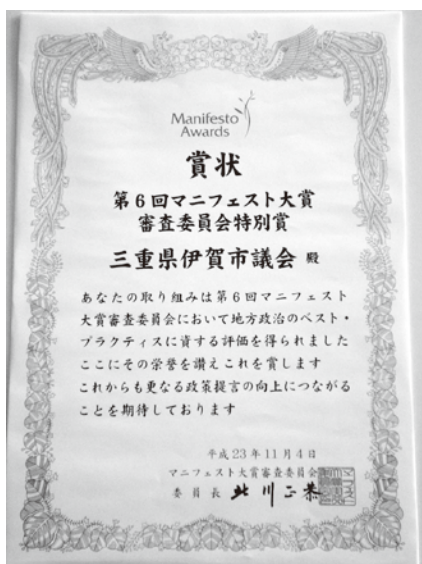 Manifesto
Awards
賞状
第6回マニフェスト大賞
審査委員会特別賞
三重県伊賀市議会 殿
あなたの取り組みは第6回マニフェスト
大賞審査委員会において地方政治のベスト・
プラクティスに資する評価を得られました
ここにその栄誉を讃えこれを賞します
これからも更なる政策提言の向上につながる
ことを期待しております
平成23年11月4日
マニフェスト大賞審査委員会
委員長 北川正恭